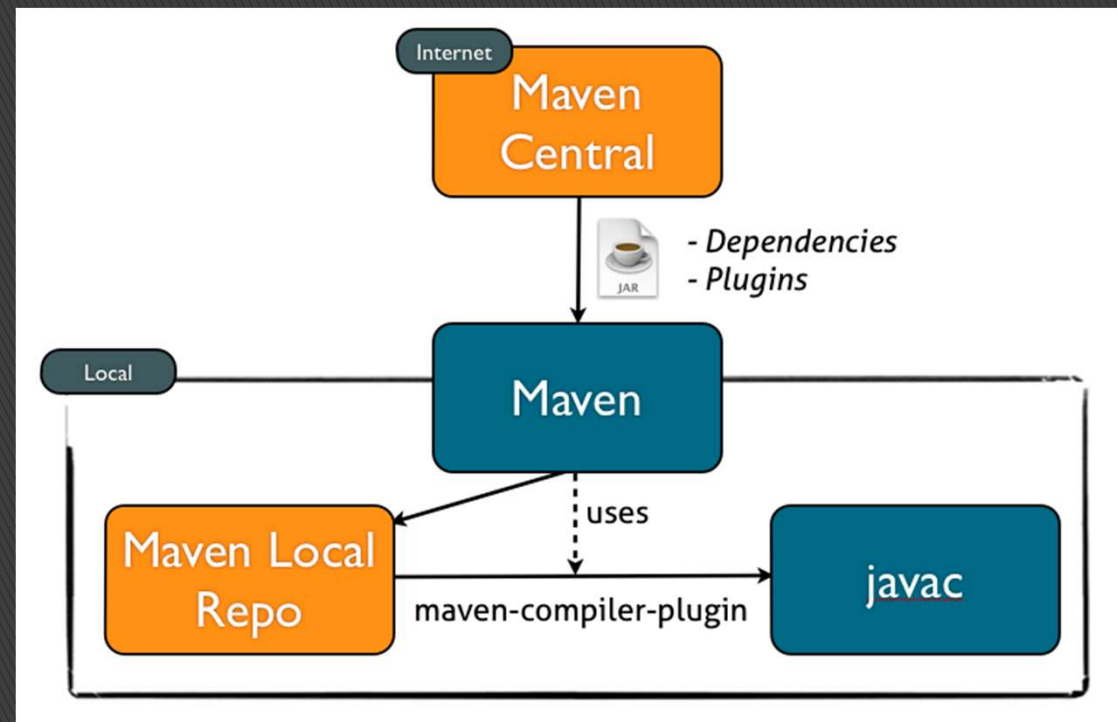 Internet
Maven
Central
JAR
- Dependencies
- Plugins
Local
Maven
uses
Maven Local
Repo
maven-compiler-plugin
javac